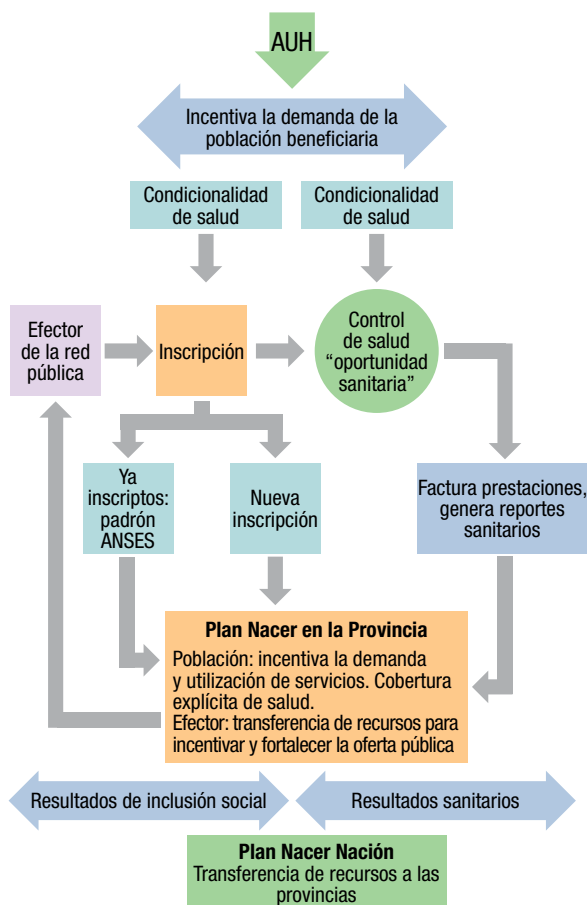 AUH
Incentiva la demanda de la
población beneficiaria
Condicionalidad
de salud
Condicionalidad
de salud
Efector
de la red
pública
Inscripción
Control
de salud
“oportunidad
sanitaria”
Ya
inscriptos:
padrón
ANSES
Nueva
inscripción
Factura prestaciones,
genera reportes
sanitarios
Plan Nacer en la Provincia
Población: incentiva la demanda
y utilización de servicios. Cobertura
explícita de salud.
Efector: transferencia de recursos para
incentivar y fortalecer la oferta pública
Resultados de inclusión social
Resultados sanitarios
Plan Nacer Nación
Transferencia de recursos a las
provincias